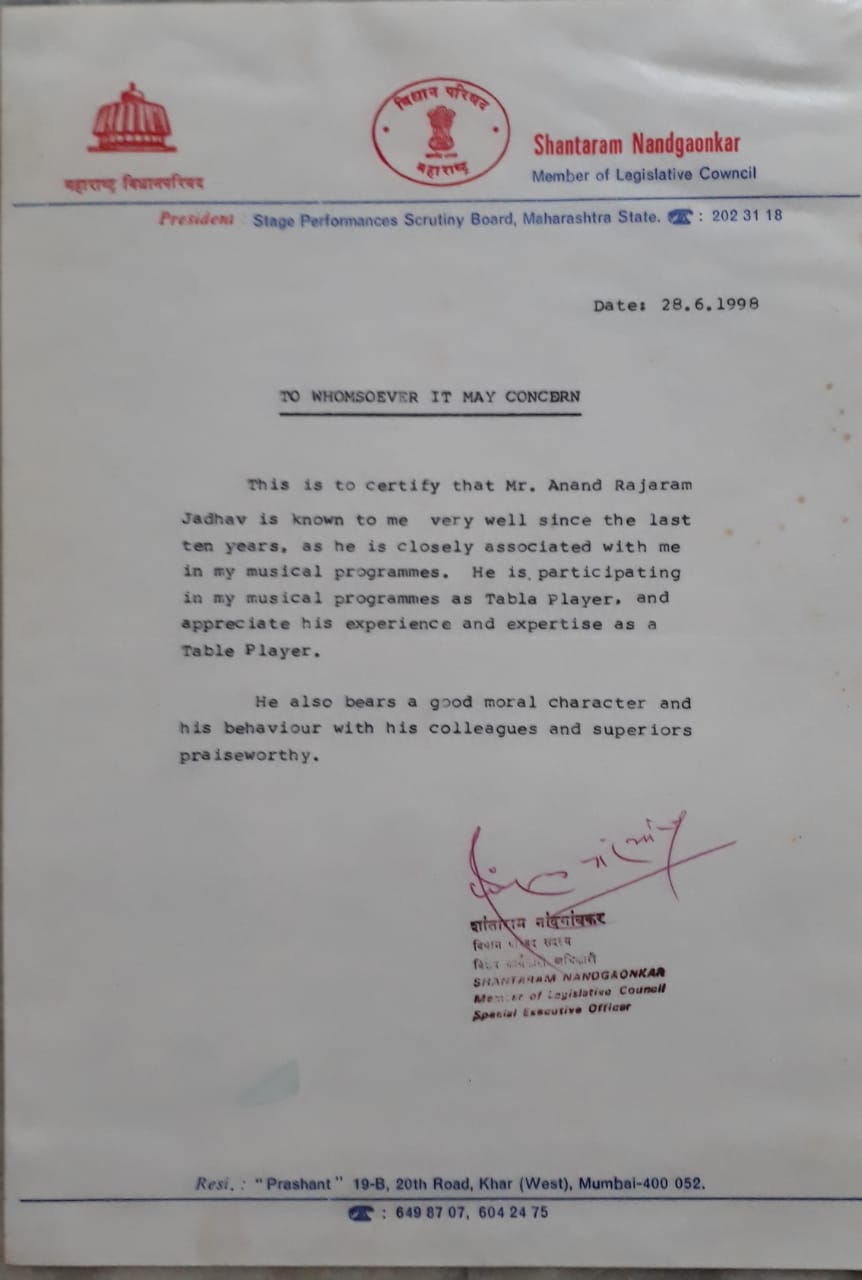 विधान परिषद
महाराष्ट्र
महाराष्ट्र विधानपरिषद
Shantaram Nandgaonkar
Member of Legislative Cowncil
President : Stage Performances Scrutiny Board, Maharashtra State. ☎ : 202 31 18
Date: 28.6.1998
TO WHOMSOEVER IT MAY CONCERN
This is to certify that Mr. Anand Rajaram
Jadhav is known to me very well since the last
ten years, as he is closely associated with me
in my musical programmes. He is participating
in my musical programmes as Tabla Player, and
appreciate his experience and expertise as a
Table Player.
He also bears a good moral character and
his behaviour with his colleagues and superiors
praiseworthy.
शांताराम नांदगांवकर
विधान परिषद सदस्य
SHANTARAM NANDGAONKAR
Member of Legislative Council
Special Executive Officer
Resi. : "Prashant" 19-B, 20th Road, Khar (West), Mumbai-400 052.
☎ : 649 87 07, 604 24 75